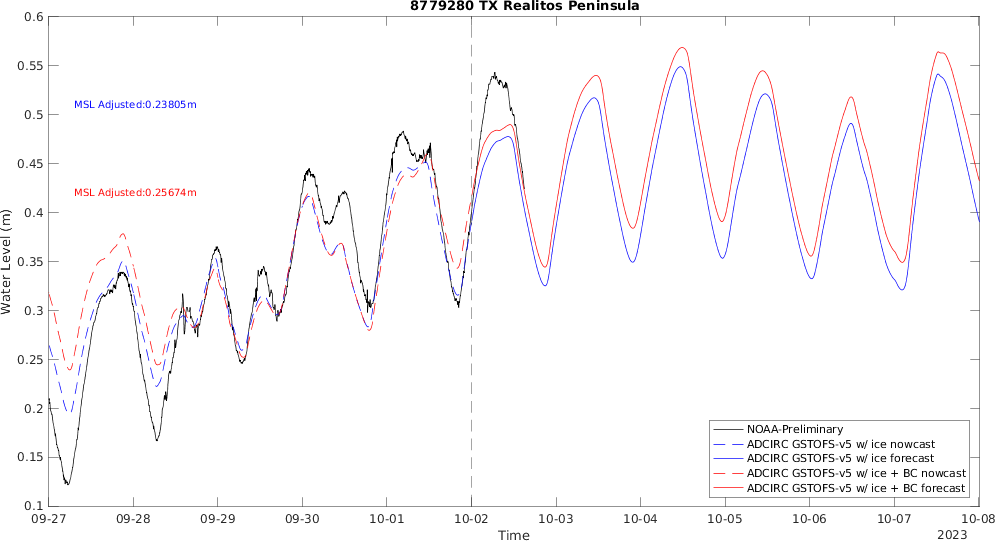 8779280 TX Realitos Peninsula
0.6
0.55
0.5
0.45
0.4
0.35
0.3
0.25
0.2
0.15
0.1
Water Level (m)
MSL Adjusted:0.23805m
MSL Adjusted:0.25674m
NOAA-Preliminary
ADCIRC GSTOFS-v5 w/ ice nowcast
ADCIRC GSTOFS-v5 w/ ice forecast
ADCIRC GSTOFS-v5 w/ ice + BC nowcast
ADCIRC GSTOFS-v5 w/ ice + BC forecast
09-27 09-28 09-29 09-30 10-01 10-02 10-03 10-04 10-05 10-06 10-07 10-08
Time
2023